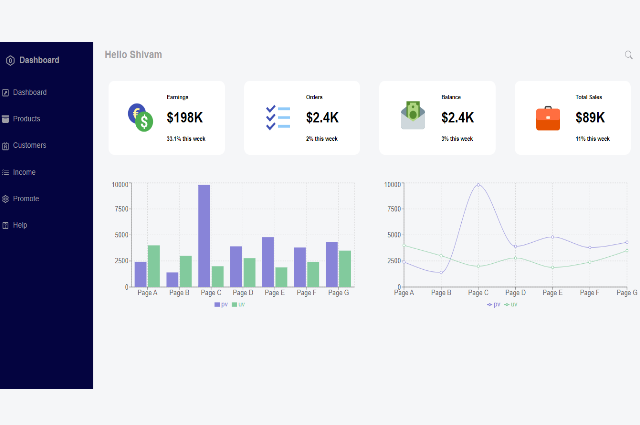 Dashboard
Hello Shivam
Dashboard
Products
Customers
Income
Promote
Help
Earnings
$198K
33.1% this week
Orders
$2.4K
2% this week
Balance
$2.4K
3% this week
Total Sales
$89K
11% this week
10000
7500
5000
2500
0
Page A Page B Page C Page D Page E Page F Page G
pv uv
10000
7500
5000
2500
0
Page A Page B Page C Page D Page E Page F Page G
pv uv